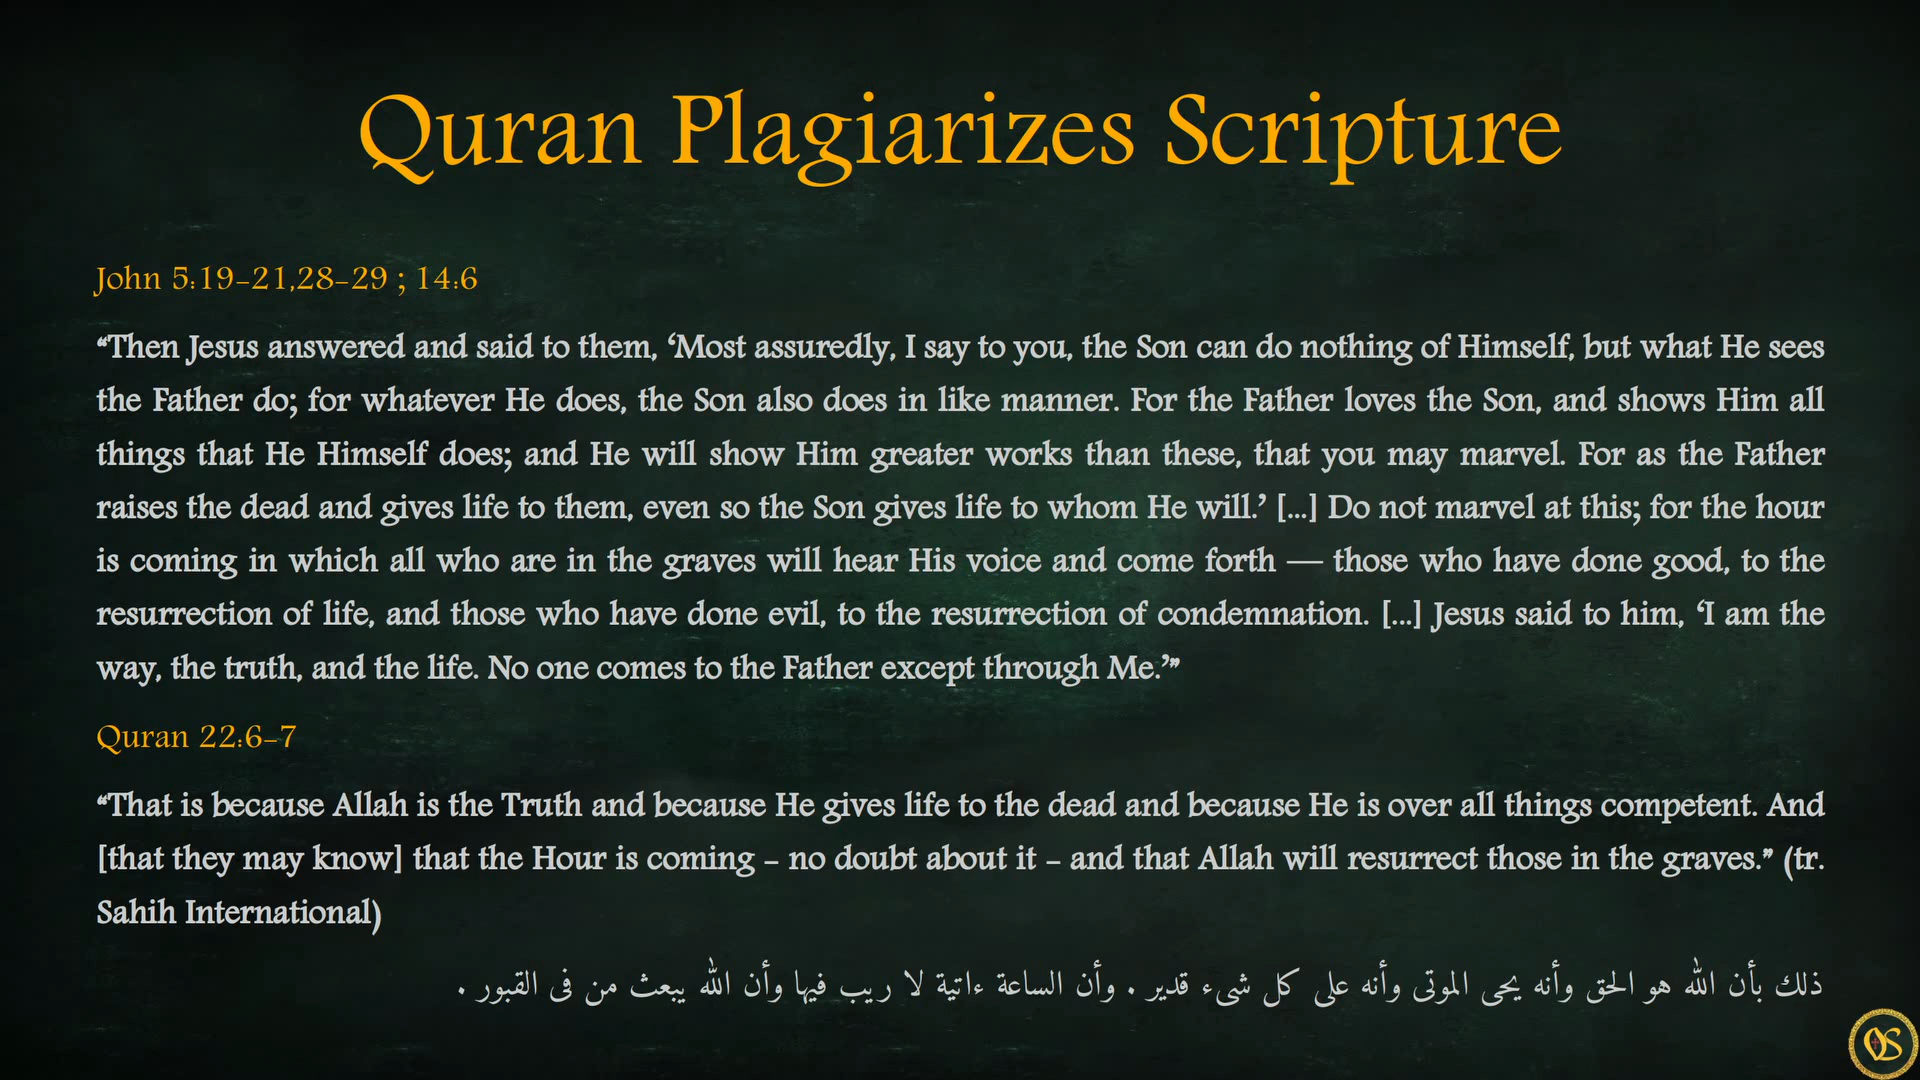 Quran Plagiarizes Scripture
John 5:19-21,28-29 ; 14:6
“Then Jesus answered and said to them, ‘Most assuredly, I say to you, the Son can do nothing of Himself, but what He sees
the Father do; for whatever He does, the Son also does in like manner. For the Father loves the Son, and shows Him all
things that He Himself does; and He will show Him greater works than these, that you may marvel. For as the Father
raises the dead and gives life to them, even so the Son gives life to whom He will.’ [...] Do not marvel at this; for the hour
is coming in which all who are in the graves will hear His voice and come forth — those who have done good, to the
resurrection of life, and those who have done evil, to the resurrection of condemnation. [...] Jesus said to him, ‘I am the
way, the truth, and the life. No one comes to the Father except through Me.’”
Quran 22:6-7
“That is because Allah is the Truth and because He gives life to the dead and because He is over all things competent. And
[that they may know] that the Hour is coming – no doubt about it – and that Allah will resurrect those in the graves.” (tr.
Sahih International)
ذلك بأن الله هو الحق وأنه يحى الموتى وأنه على كل شىء قدير . وأن الساعة ءاتية لا ريب فيها وأن الله يبعث من فى القبور .